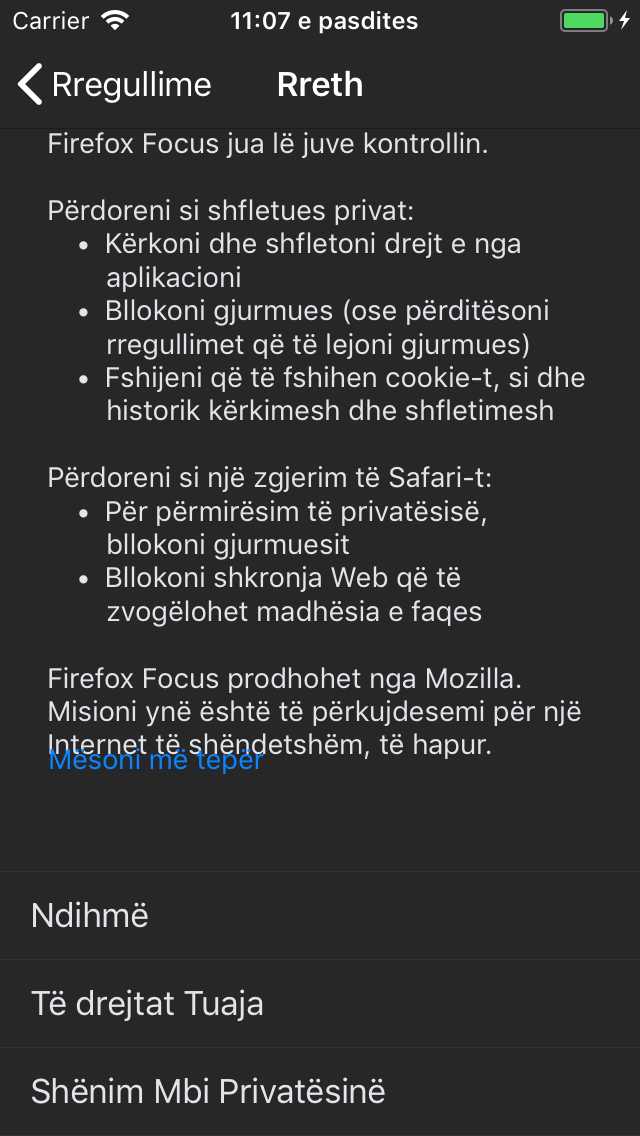 Carrier 11:07 e pasdites
Rregullime Rreth
Firefox Focus jua lë juve kontrollin.
Përdoreni si shfletues privat:
• Kërkoni dhe shfletoni drejt e nga
aplikacioni
• Bllokoni gjurmues (ose përditësoni
rregullimet që të lejoni gjurmues)
• Fshijeni që të fshihen cookie-t, si dhe
historik kërkimesh dhe shfletimesh
Përdoreni si një zgjerim të Safari-t:
• Për përmirësim të privatësisë,
bllokoni gjurmuesit
• Bllokoni shkronja Web që të
zvogëlohet madhësia e faqes
Firefox Focus prodhohet nga Mozilla.
Misioni ynë është të përkujdesemi për një
Internet të shëndetshëm, të hapur.
Mësoni më tepër
Ndihmë
Të drejtat Tuaja
Shënim Mbi Privatësinë